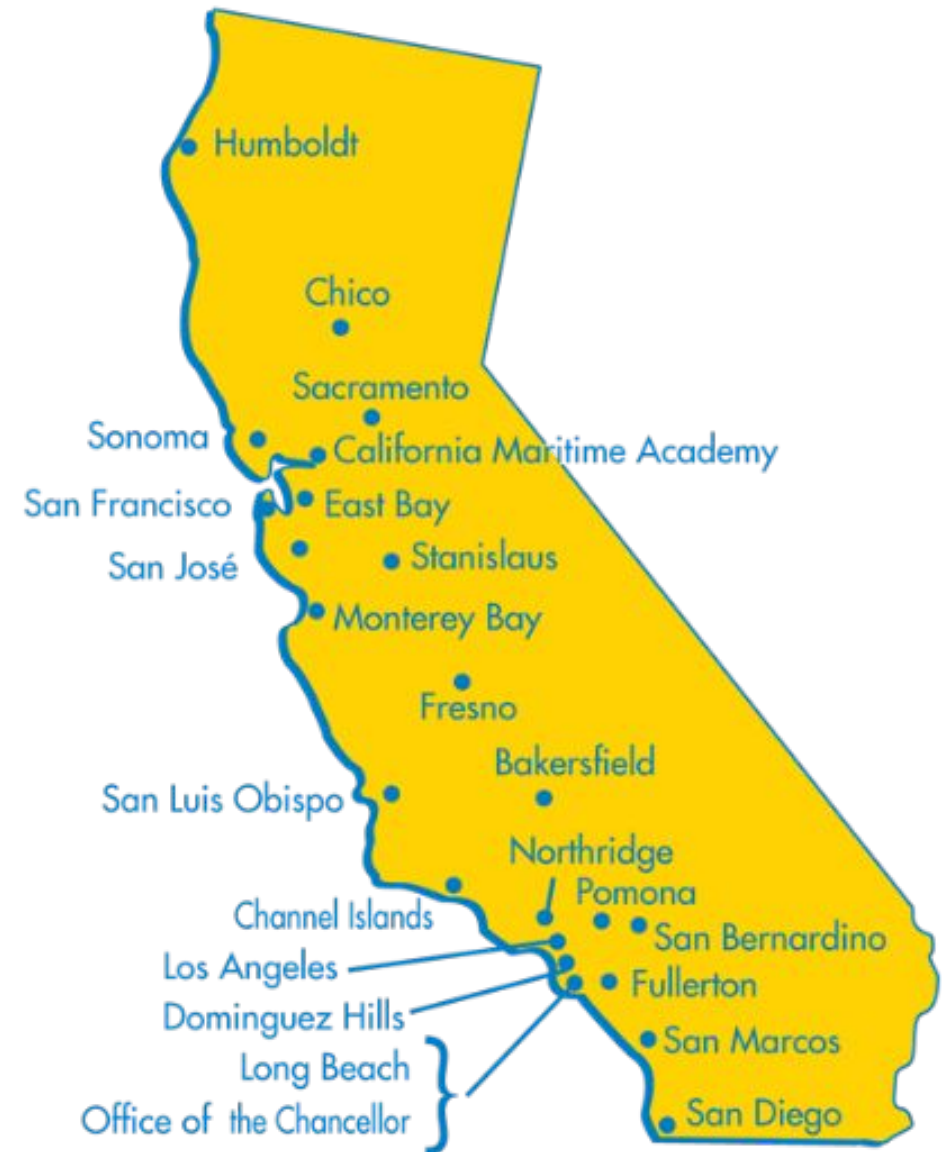 Humboldt
Chico
Sacramento
Sonoma
California Maritime Academy
San Francisco
East Bay
San José
Stanislaus
Monterey Bay
Fresno
Bakersfield
San Luis Obispo
Northridge
Pomona
Channel Islands
San Bernardino
Los Angeles
Fullerton
Dominguez Hills
San Marcos
Long Beach
Office of the Chancellor
San Diego